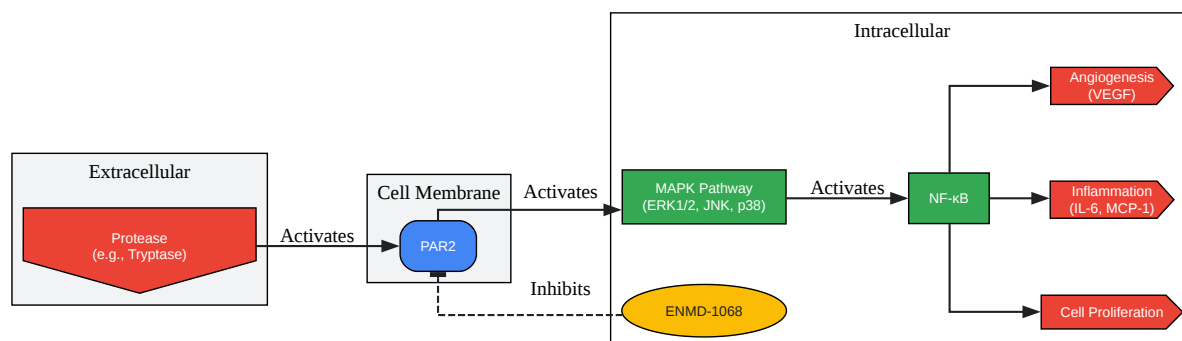 Intracellular
Angiogenesis
(VEGF)
Extracellular
Cell Membrane
Activates
MAPK Pathway
(ERK1/2, JNK, p38)
Activates
NF-κB
Inflammation
(IL-6, MCP-1)
Protease
(e.g., Tryptase)
Activates
PAR2
Inhibits
ENMD-1068
Cell Proliferation